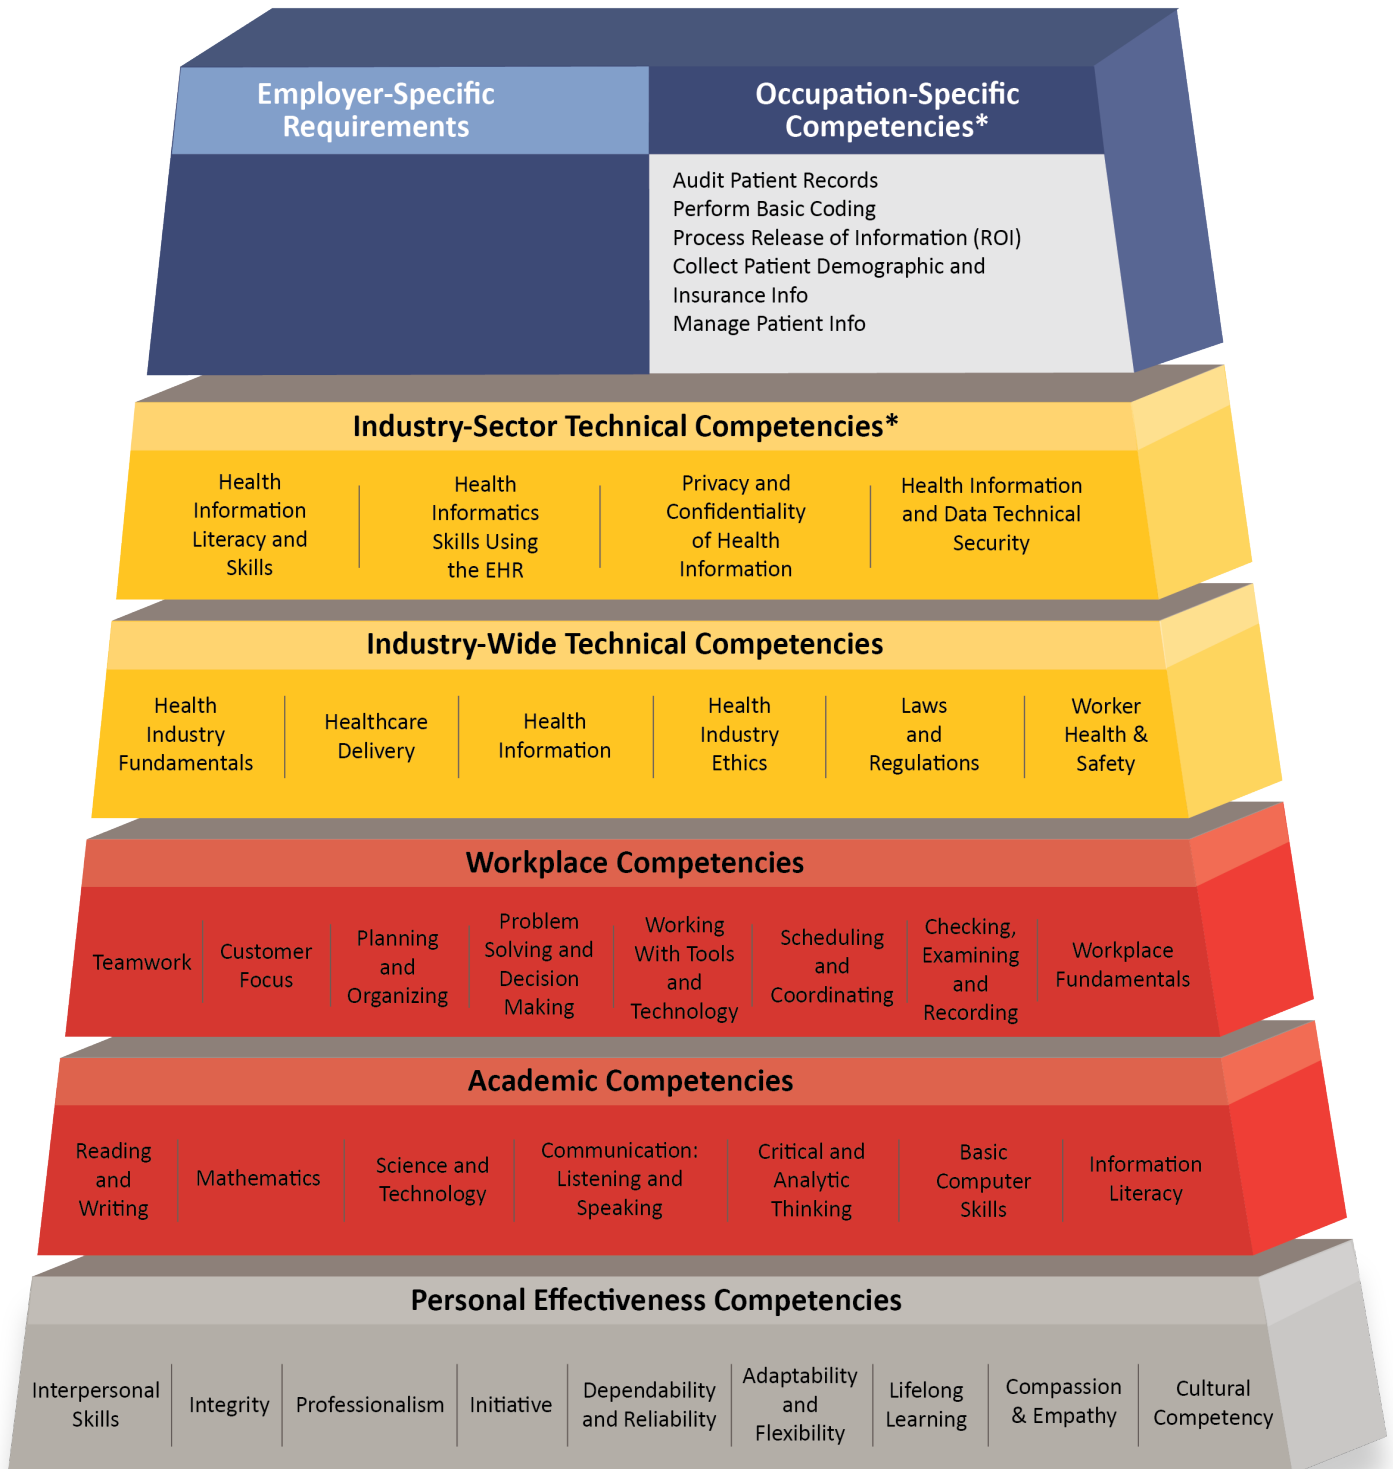 Employer-Specific
Requirements
Occupation-Specific
Competencies*
Audit Patient Records
Perform Basic Coding
Process Release of Information (ROI)
Collect Patient Demographic and
Insurance Info
Manage Patient Info
Industry-Sector Technical Competencies*
Health
Information
Literacy and
Skills
Health
Informatics
Skills Using
the EHR
Privacy and
Confidentiality
of Health
Information
Health Information
and Data Technical
Security
Industry-Wide Technical Competencies
Health
Industry
Fundamentals
Healthcare
Delivery
Health
Information
Health
Industry
Ethics
Laws
and
Regulations
Worker
Health &
Safety
Workplace Competencies
Teamwork
Customer
Focus
Planning
and
Organizing
Problem
Solving and
Decision
Making
Working
With Tools
and
Technology
Scheduling
and
Coordinating
Checking,
Examining
and
Recording
Workplace
Fundamentals
Academic Competencies
Reading
and
Writing
Mathematics
Science and
Technology
Communication:
Listening and
Speaking
Critical and
Analytic
Thinking
Basic
Computer
Skills
Information
Literacy
Personal Effectiveness Competencies
Interpersonal
Skills
Integrity
Professionalism
Initiative
Dependability
and Reliability
Adaptability
and
Flexibility
Lifelong
Learning
Compassion
& Empathy
Cultural
Competency